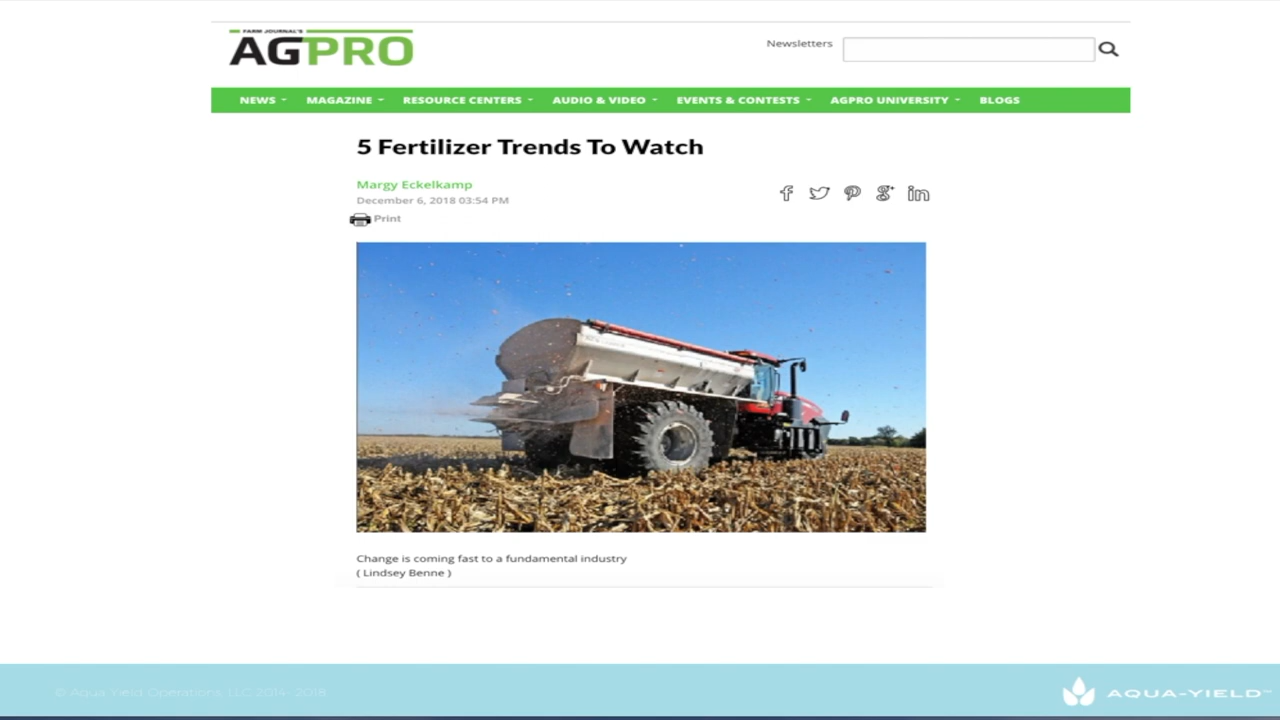 FARM JOURNAL'S
AGPRO
Newsletters
NEWS MAGAZINE RESOURCE CENTERS AUDIO & VIDEO EVENTS & CONTESTS AGPRO UNIVERSITY BLOGS
5 Fertilizer Trends To Watch
Margy Eckelkamp
December 6, 2018 03:54 PM
Print
Change is coming fast to a fundamental industry
( Lindsey Benne )
© Aqua Yield Operations, LLC 2014- 2018
AQUA-YIELD™